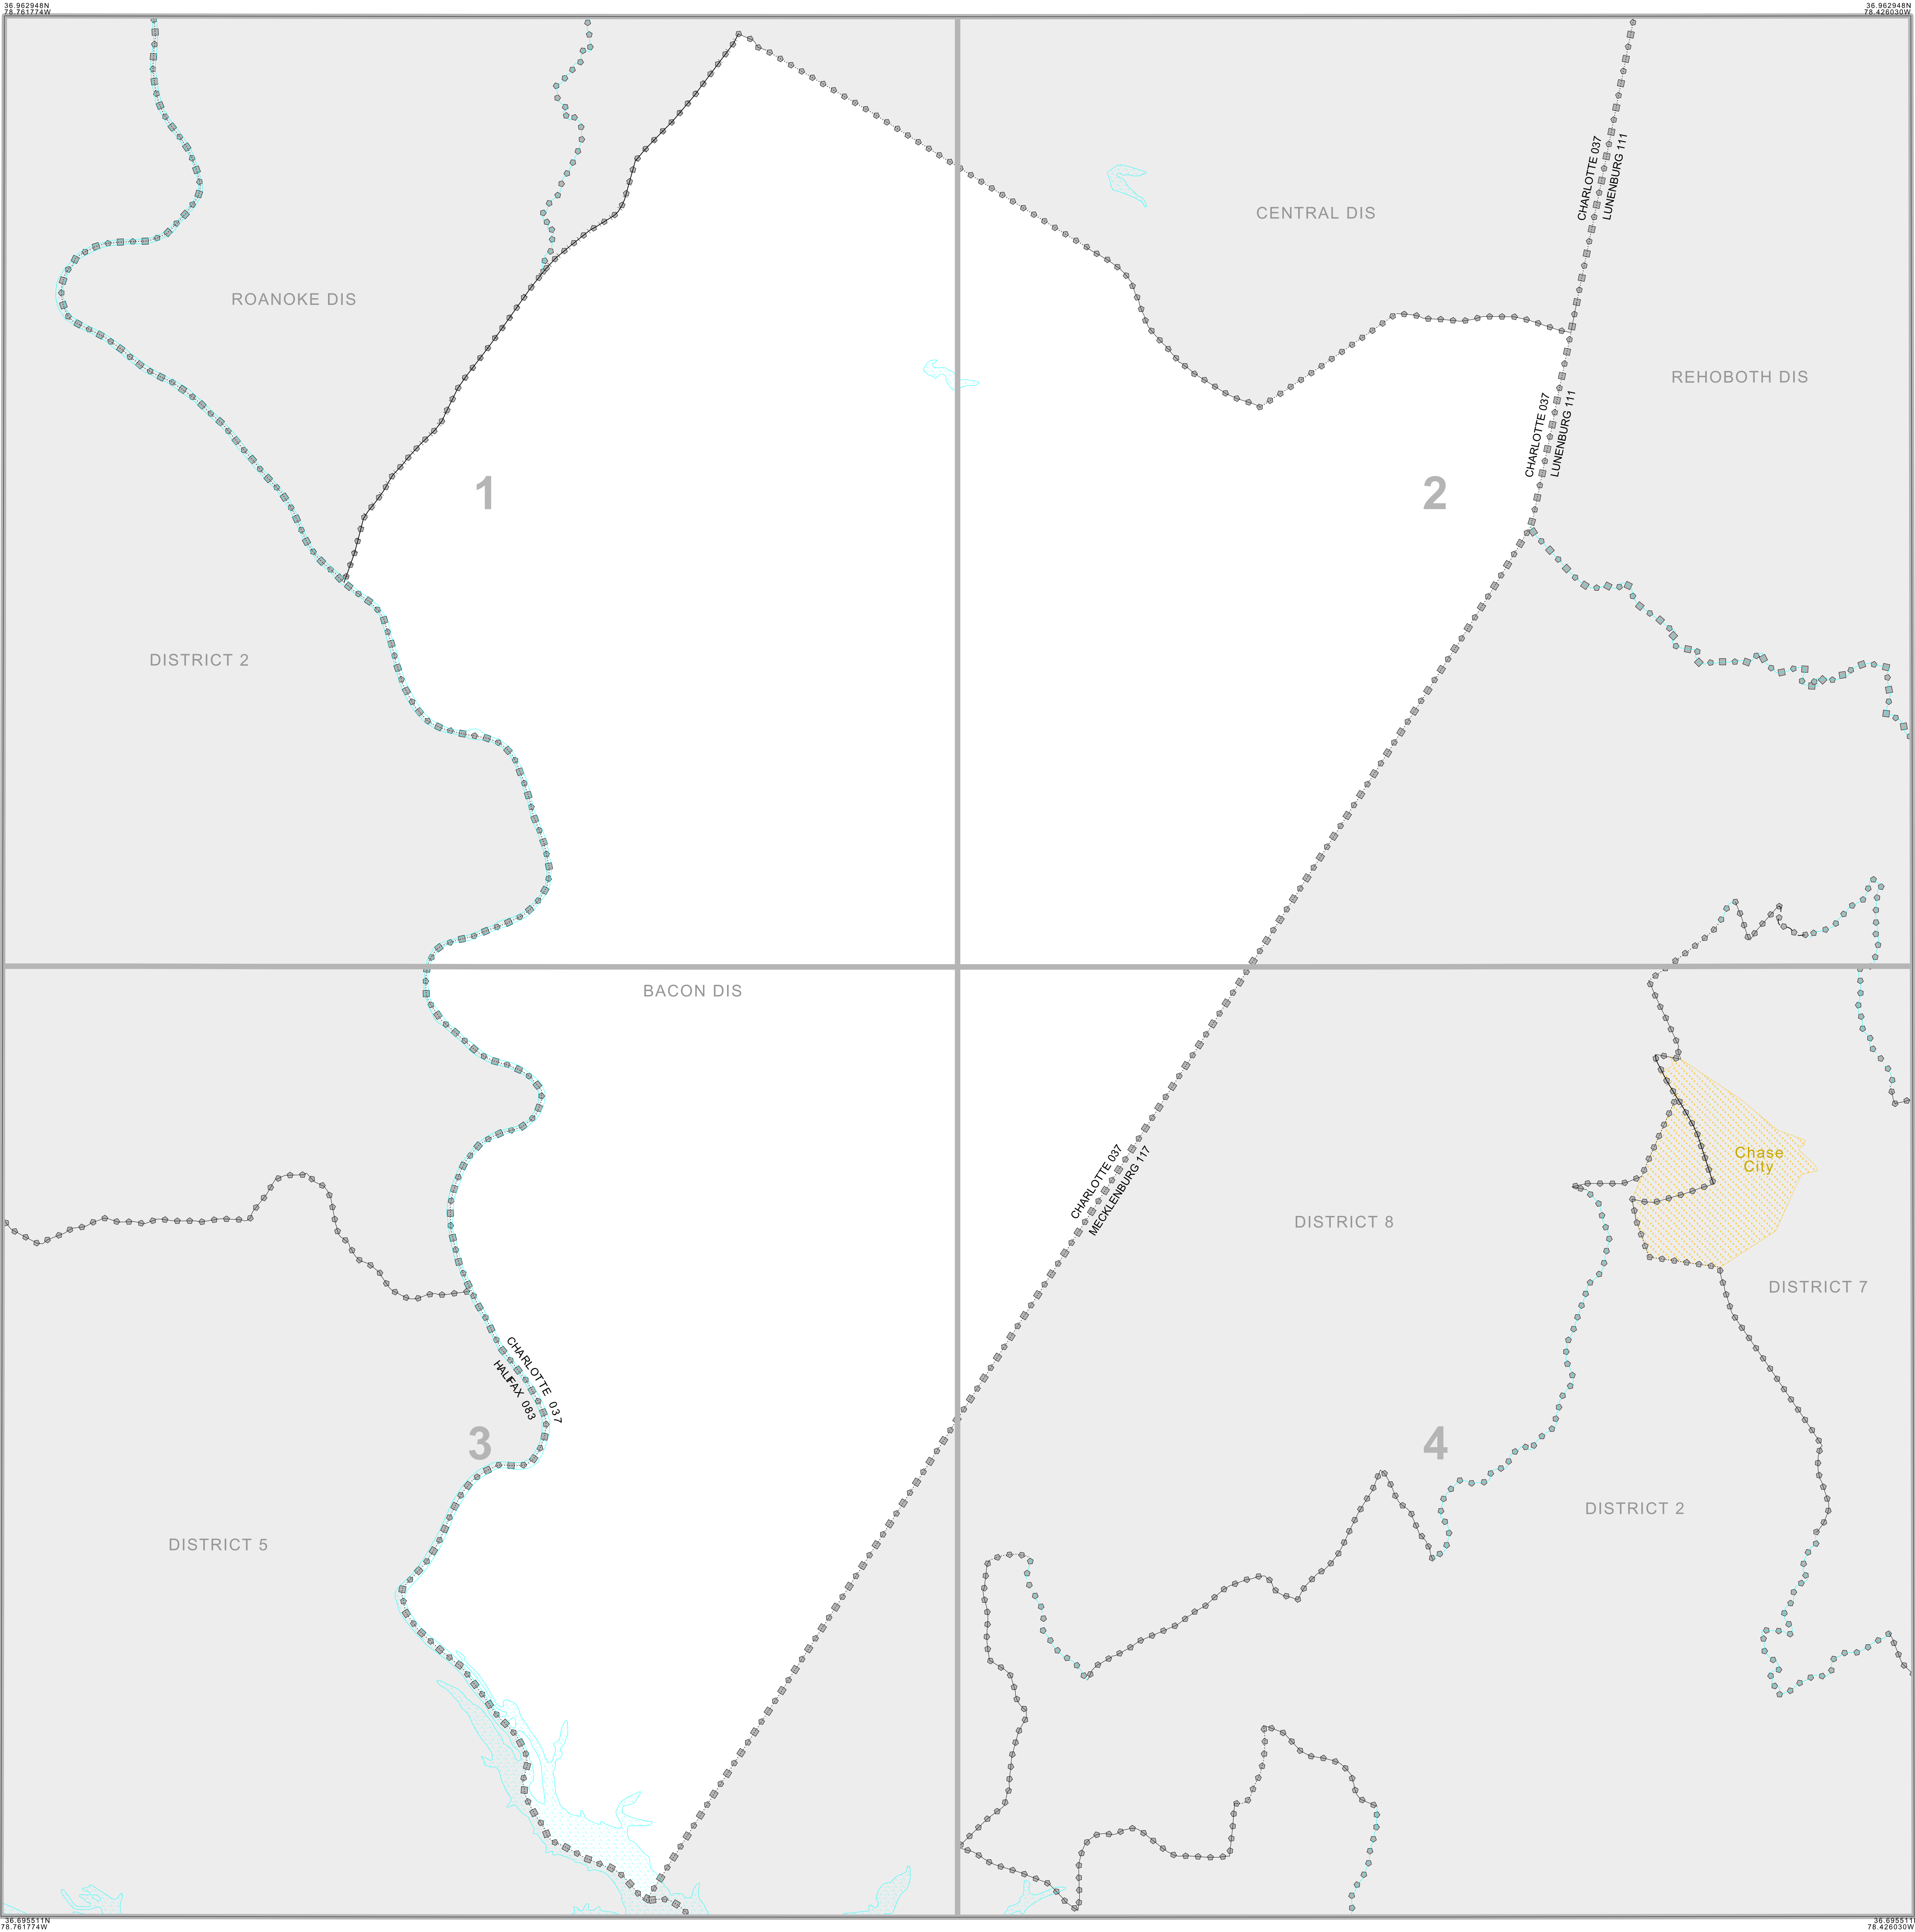 36.962948N
78.761774W
36.962948N
78.426030W
CHARLOTTE 037
LUNENBURG 111
CENTRAL DIS
ROANOKE DIS
REHOBOTH DIS
CHARLOTTE 037
LUNENBURG 111
1
2
DISTRICT 2
BACON DIS
Chase
City
CHARLOTTE 037
MECKLENBURG 117
DISTRICT 8
DISTRICT 7
CHARLOTTE 037
HALIFAX 083
3
4
DISTRICT 2
DISTRICT 5
36.695511N
78.761774W
36.695511N
78.426030W